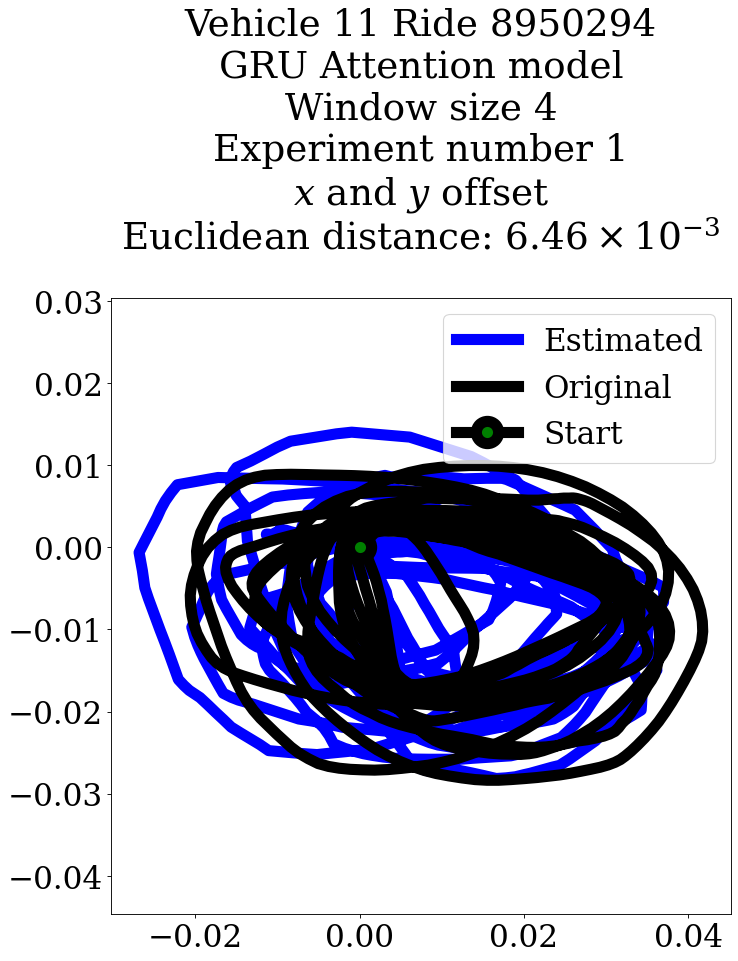 Vehicle 11 Ride 8950294
GRU Attention model
Window size 4
Experiment number 1
x and y offset
Euclidean distance: 6.46 × 10⁻³
0.03
0.02
0.01
0.00
−0.01
−0.02
−0.03
−0.04
Estimated
Original
Start
−0.02 0.00 0.02 0.04